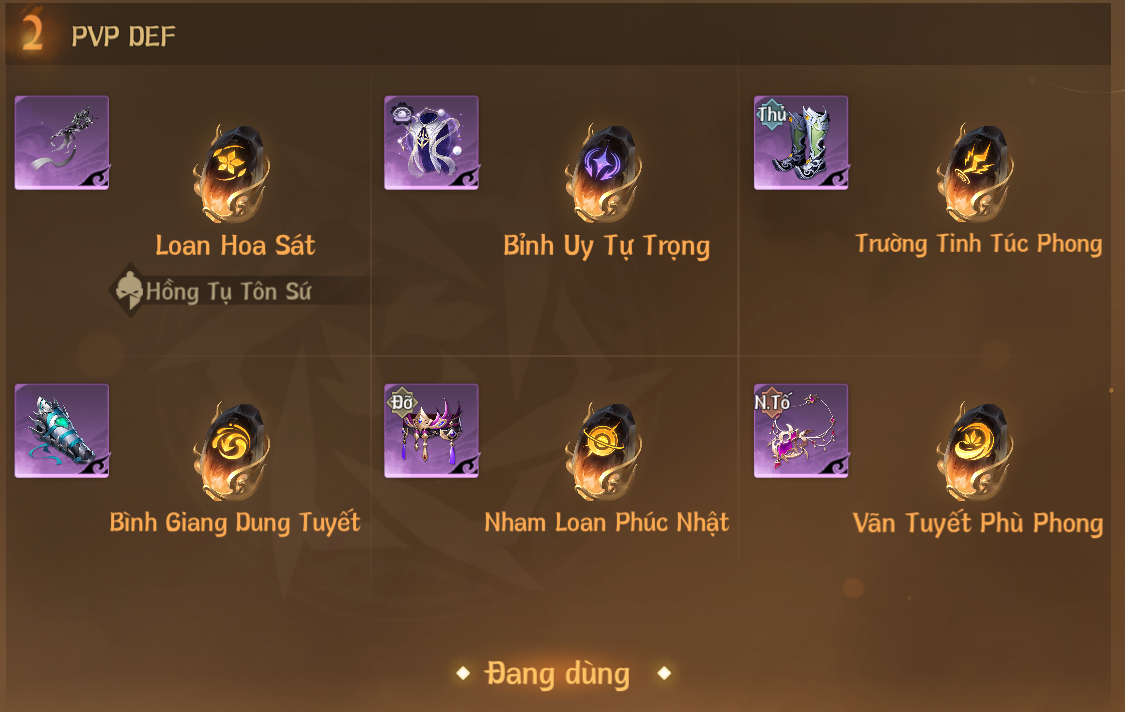 2 PVP DEF
Loan Hoa Sát
Hồng Tụ Tôn Sứ
Bỉnh Uy Tự Trọng
Thủ
Trường Tinh Túc Phong
Bình Giang Dung Tuyết
Đỡ
Nham Loan Phúc Nhật
N.Tố
Vãn Tuyết Phù Phong
Đang dùng